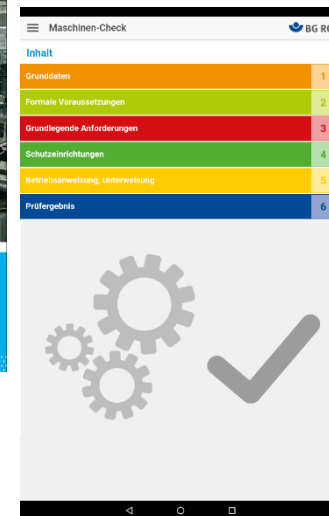 Maschinen-Check
BG
Inhalt
Grunddaten 1
Formale Voraussetzungen 2
Grundlegende Anforderungen 3
Schutzeinrichtungen 4
Betriebsanweisung, Unterweisung 5
Prüfergebnis 6